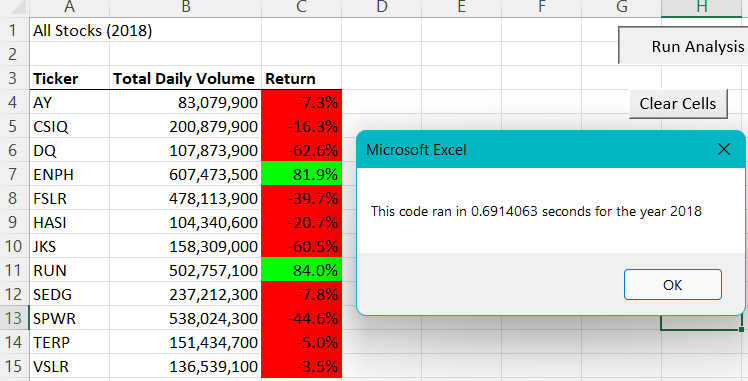 A B C D E F G H
1 All Stocks (2018)
Run Analysis
2
3 Ticker Total Daily Volume Return
4 AY 83,079,900 -7.3%
Clear Cells
5 CSIQ 200,879,900 -16.3%
6 DQ 107,873,900 -62.6%
Microsoft Excel
7 ENPH 607,473,500 81.9%
8 FSLR 478,113,900 -39.7%
This code ran in 0.6914063 seconds for the year 2018
9 HASI 104,340,600 -20.7%
10 JKS 158,309,000 -60.5%
11 RUN 502,757,100 84.0%
OK
12 SEDG 237,212,300 -7.8%
13 SPWR 538,024,300 -44.6%
14 TERP 151,434,700 -5.0%
15 VSLR 136,539,100 -3.5%